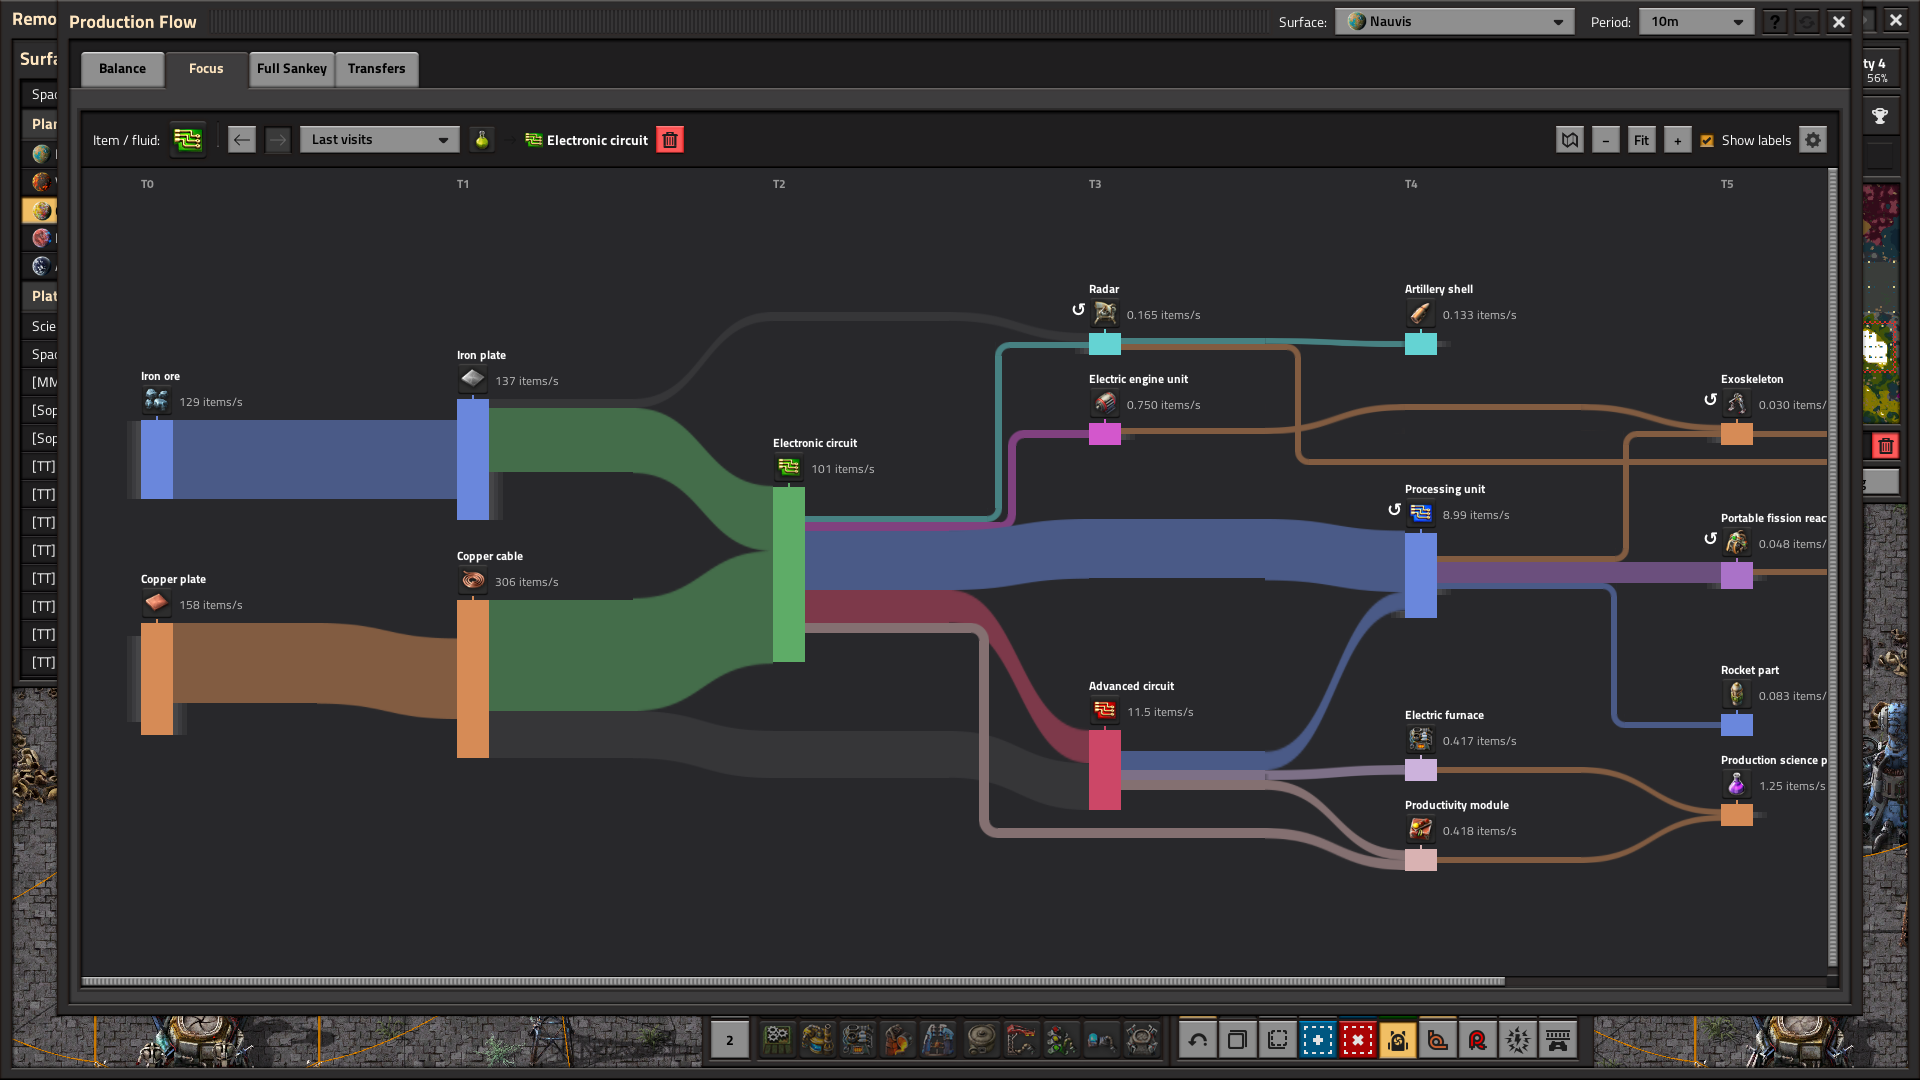 Remo
Production Flow
Surface:
Nauvis
Period:
10m
?
Surfa
Balance
Focus
Full Sankey
Transfers
ty 4
56%
Spac
Plan
Item / fluid:
Last visits
Electronic circuit
Fit
Show labels
T0
T1
T2
T3
T4
T5
Radar
0.165 items/s
Artillery shell
0.133 items/s
Iron plate
137 items/s
Electric engine unit
0.750 items/s
Exoskeleton
0.030 items/
Iron ore
129 items/s
Electronic circuit
101 items/s
Processing unit
8.99 items/s
Portable fission reac
0.048 items/
Copper cable
306 items/s
Copper plate
158 items/s
Advanced circuit
11.5 items/s
Rocket part
0.083 items/
Electric furnace
0.417 items/s
Production science p
1.25 items/s
Productivity module
0.418 items/s
Plat
Scie
Spac
[MM
[Sop
[Sop
[TT]
[TT]
[TT]
[TT]
[TT]
[TT]
[TT]
[TT]
2